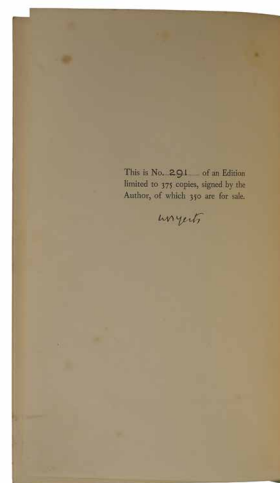 This is No. 291 of an Edition
limited to 375 copies, signed by the
Author, of which 350 are for sale.
WBYeats